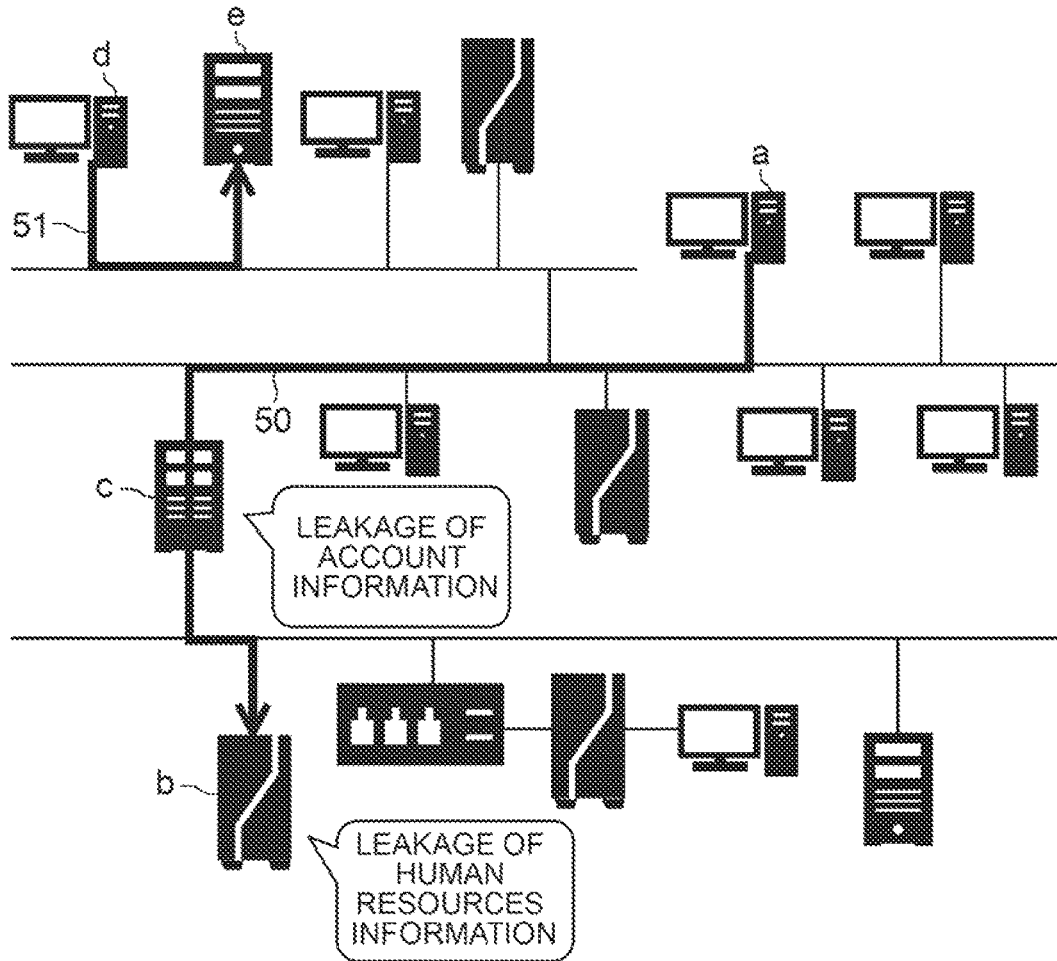 e
d
a
51
50
c
LEAKAGE OF
ACCOUNT
INFORMATION
b
LEAKAGE OF
HUMAN
RESOURCES
INFORMATION